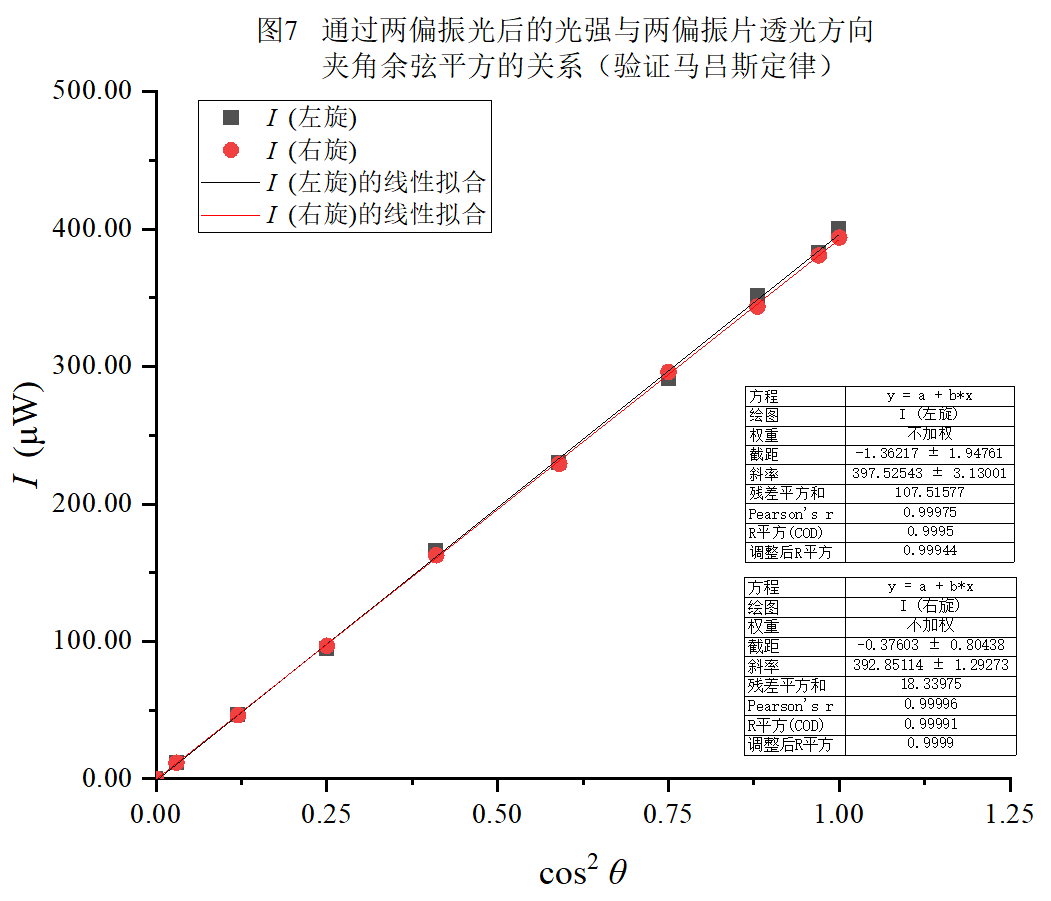 图7 通过两偏振光后的光强与两偏振片透光方向
夹角余弦平方的关系（验证马吕斯定律）
I (左旋)
I (右旋)
I (左旋)的线性拟合
I (右旋)的线性拟合
500.00
400.00
300.00
200.00
100.00
0.00
I (μW)
0.00 0.25 0.50 0.75 1.00 1.25
cos² θ
方程 y = a + b*x
绘图 I (左旋)
权重 不加权
截距 -1.36217 ± 1.94761
斜率 397.52543 ± 3.13001
残差平方和 107.51577
Pearson's r 0.99975
R平方(COD) 0.9995
调整后R平方 0.99944
方程 y = a + b*x
绘图 I (右旋)
权重 不加权
截距 -0.37603 ± 0.80438
斜率 392.85114 ± 1.29273
残差平方和 18.33975
Pearson's r 0.99996
R平方(COD) 0.99991
调整后R平方 0.9999